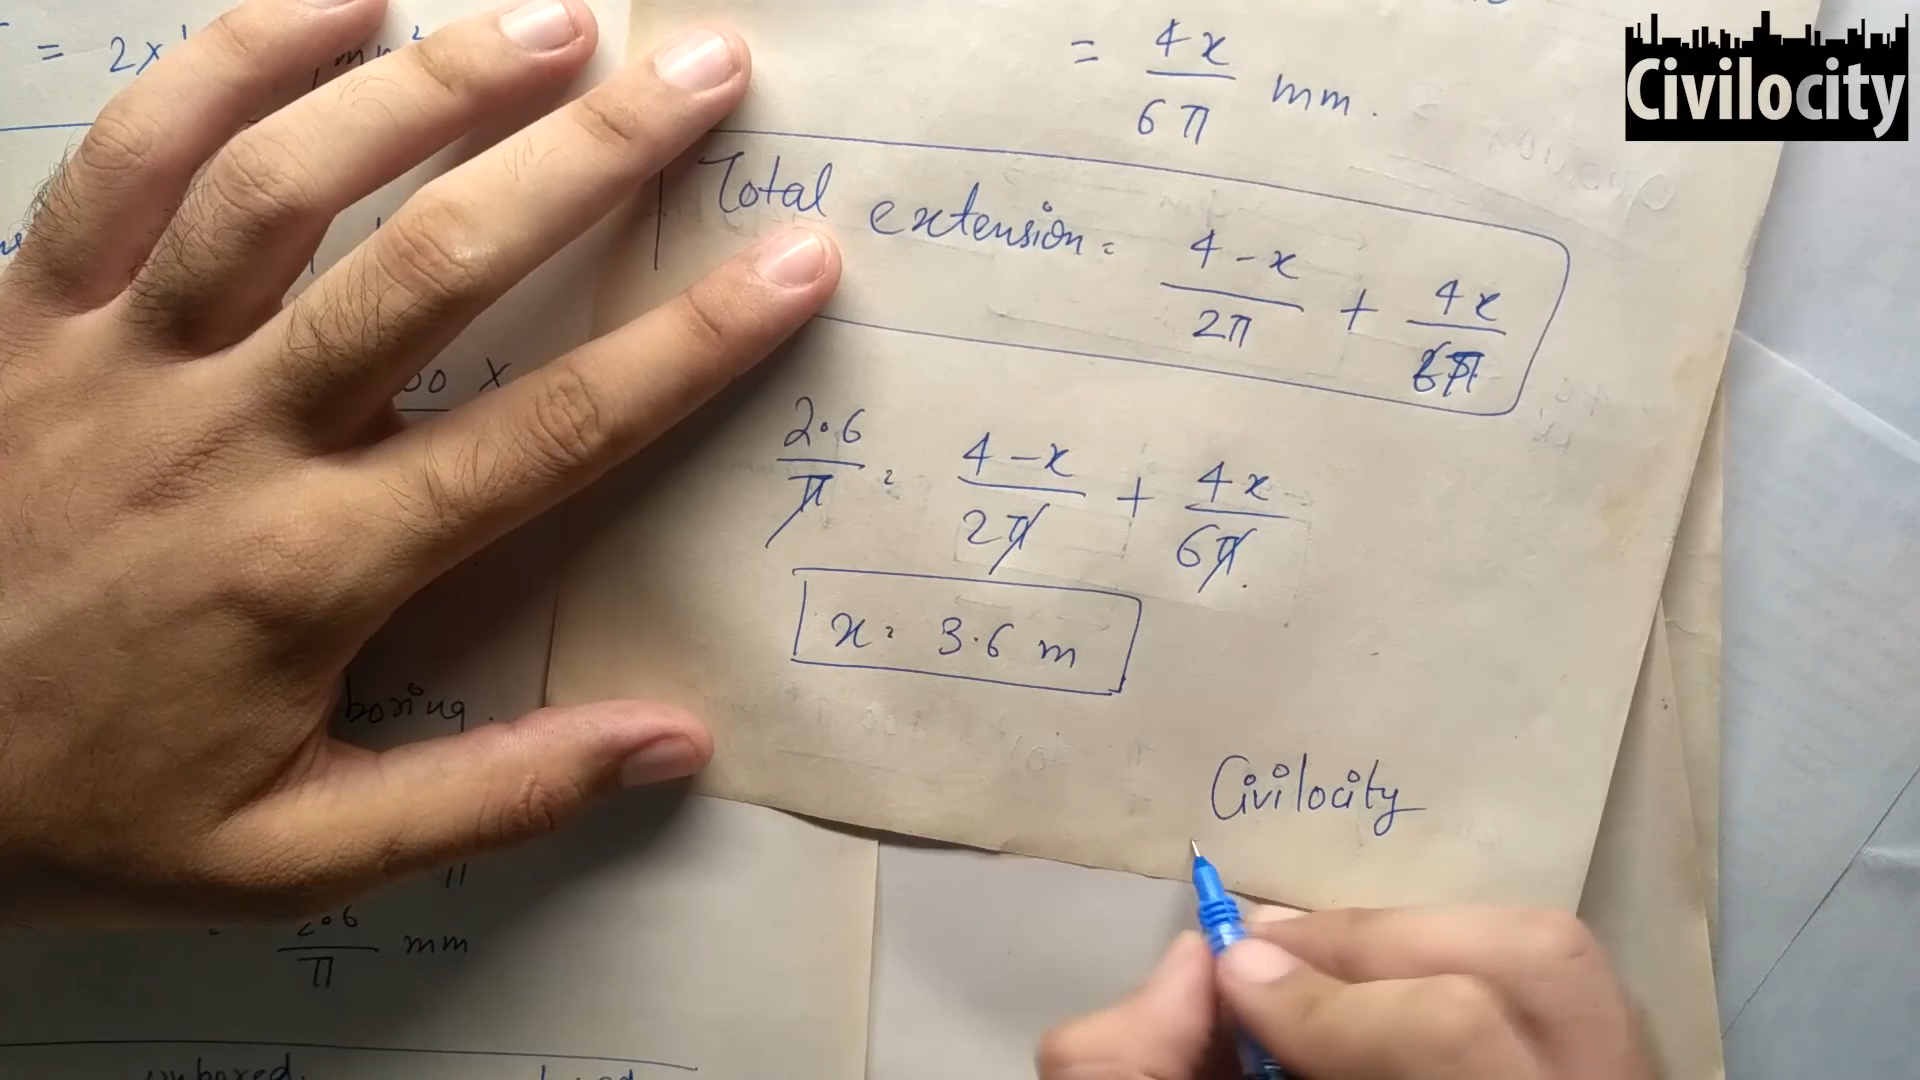 = 2x
= 4x/6π mm.
Civilocity
Total extension = 4-x/2π + 4x/6π
2.6/π = 4-x/2π + 4x/6π
x = 3.6 m
boring.
Civilocity
2.6/π mm
unbored.